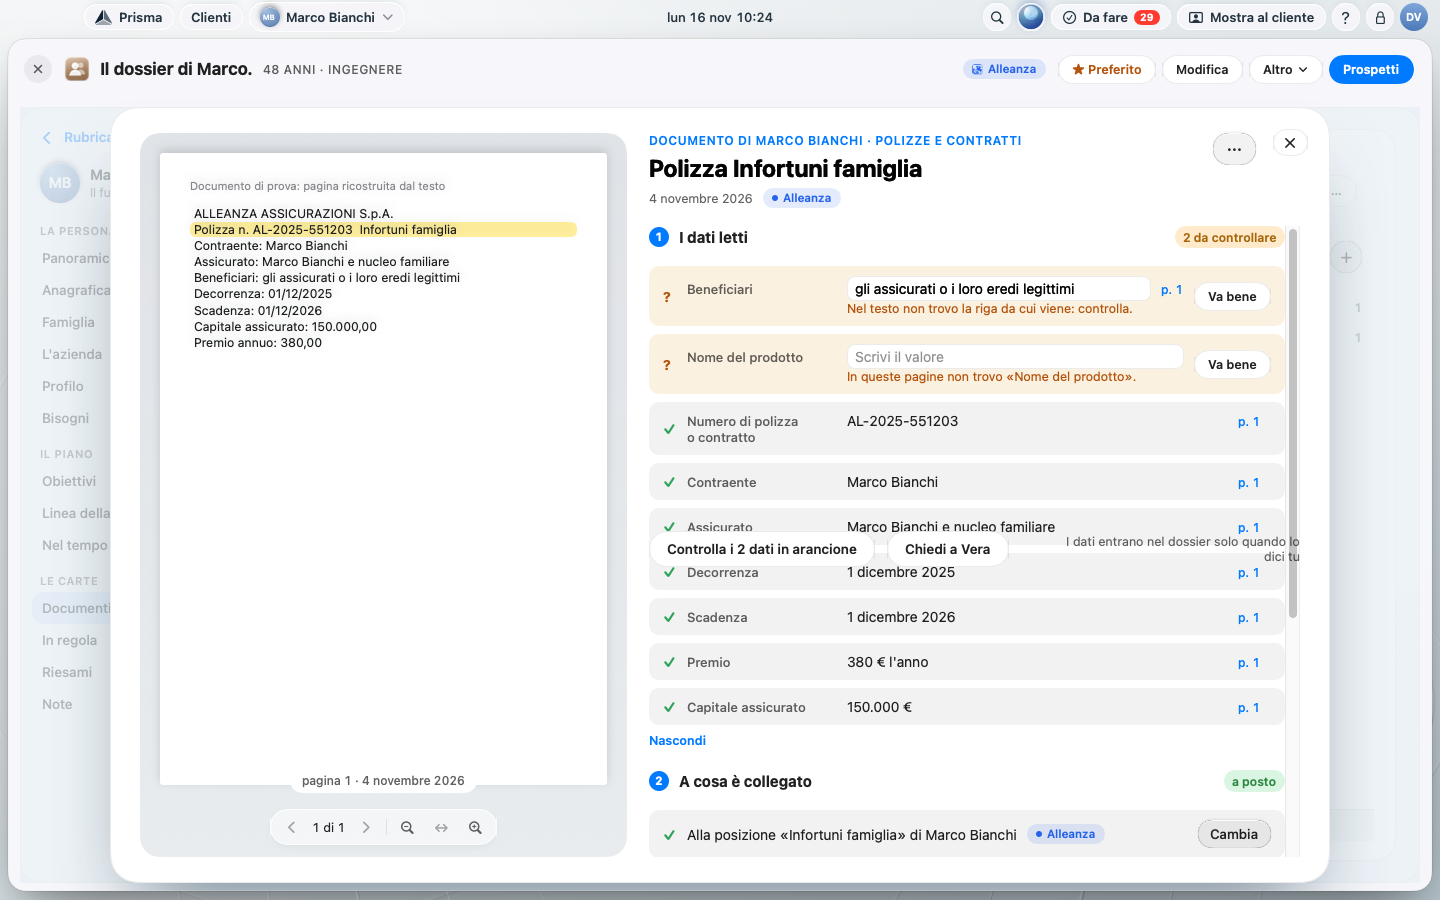 Prisma
Clienti
MB Marco Bianchi
lun 16 nov 10:24
Da fare 29
Mostra al cliente
?
DV
Il dossier di Marco. 48 ANNI · INGEGNERE
Alleanza
Preferito
Modifica
Altro
Prospetti
Rubrica
MB
LA PERSONA
Panoramica
Anagrafica
Famiglia
L'azienda
Profilo
Bisogni
IL PIANO
Obiettivi
Linea della
Nel tempo
LE CARTE
Documenti
In regola
Riesami
Note
1
1
Documento di prova: pagina ricostruita dal testo
ALLEANZA ASSICURAZIONI S.p.A.
Polizza n. AL-2025-551203 Infortuni famiglia
Contraente: Marco Bianchi
Assicurato: Marco Bianchi e nucleo familiare
Beneficiari: gli assicurati o i loro eredi legittimi
Decorrenza: 01/12/2025
Scadenza: 01/12/2026
Capitale assicurato: 150.000,00
Premio annuo: 380,00
pagina 1 · 4 novembre 2026
1 di 1
DOCUMENTO DI MARCO BIANCHI · POLIZZE E CONTRATTI
Polizza Infortuni famiglia
4 novembre 2026 Alleanza
1 I dati letti
2 da controllare
? Beneficiari
gli assicurati o i loro eredi legittimi
p. 1
Va bene
Nel testo non trovo la riga da cui viene: controlla.
? Nome del prodotto
Scrivi il valore
Va bene
In queste pagine non trovo «Nome del prodotto».
Numero di polizza o contratto
AL-2025-551203
p. 1
Contraente
Marco Bianchi
p. 1
Assicurato
Marco Bianchi e nucleo familiare
p. 1
Controlla i 2 dati in arancione
Chiedi a Vera
I dati entrano nel dossier solo quando lo
dici tu
Decorrenza
1 dicembre 2025
p. 1
Scadenza
1 dicembre 2026
p. 1
Premio
380 € l'anno
p. 1
Capitale assicurato
150.000 €
p. 1
Nascondi
2 A cosa è collegato
a posto
Alla posizione «Infortuni famiglia» di Marco Bianchi
Alleanza
Cambia